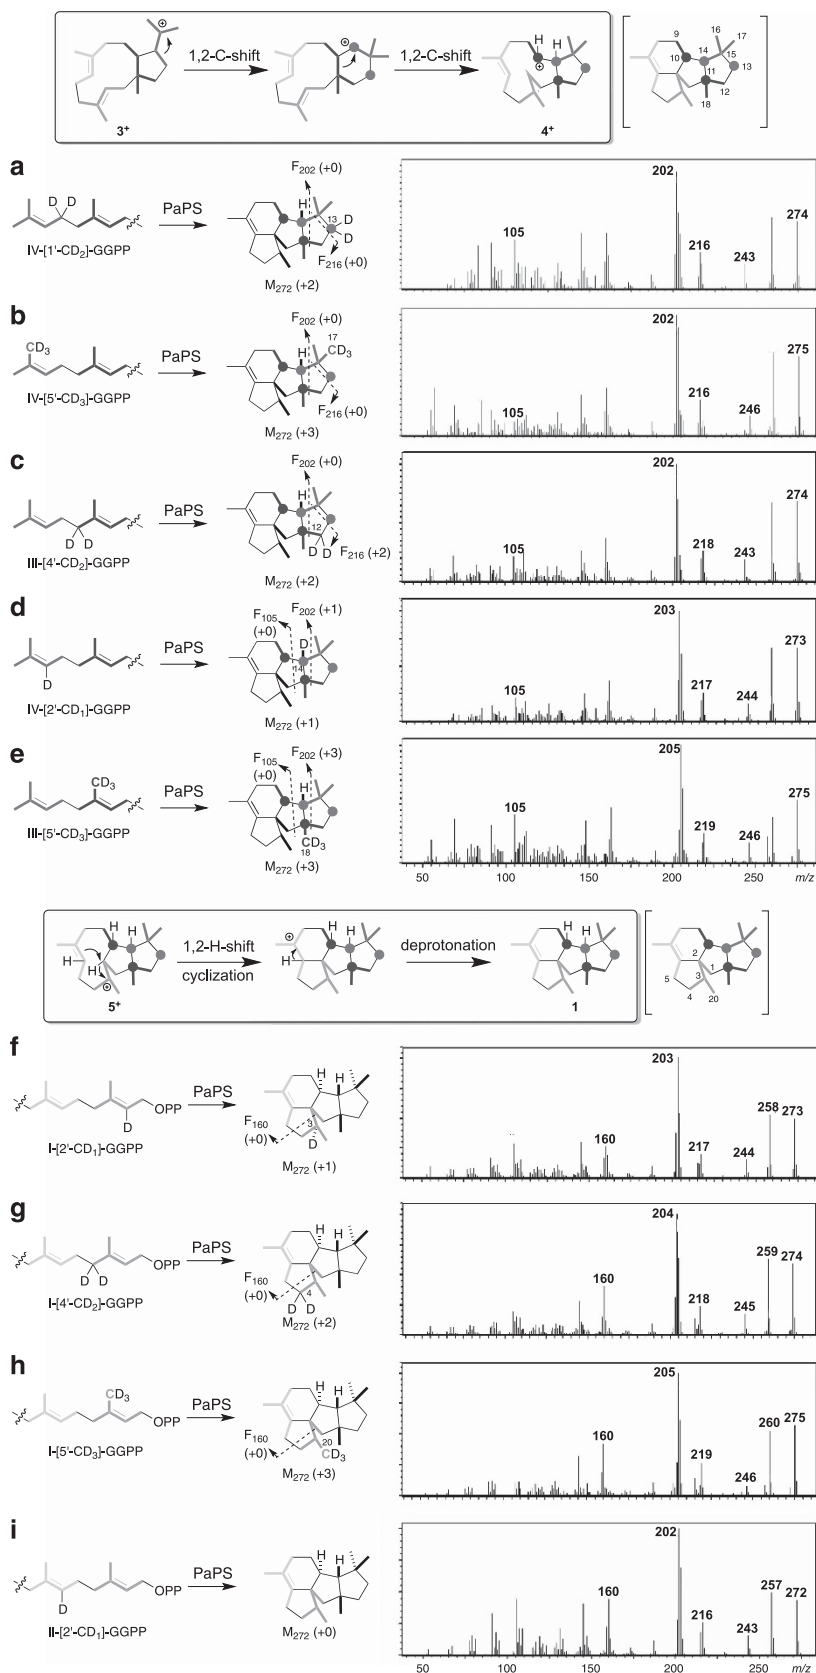 1,2-C-shift
1,2-C-shift
3⁺
4⁺
H
H
9
10
14
16
17
15
13
11
12
18
a
D D
IV-[1'-CD₂]-GGPP
PaPS
F₂₀₂ (+0)
H
13
D
D
F₂₁₆ (+0)
M₂₇₂ (+2)
105
202
216
243
274
b
CD₃
IV-[5'-CD₃]-GGPP
PaPS
F₂₀₂ (+0)
17
CD₃
H
F₂₁₆ (+0)
M₂₇₂ (+3)
105
202
216
246
275
c
D D
III-[4'-CD₂]-GGPP
PaPS
F₂₀₂ (+0)
H
12
D D
F₂₁₆ (+2)
M₂₇₂ (+2)
105
202
218
243
274
d
D
IV-[2'-CD₁]-GGPP
PaPS
F₁₀₅
(+0)
F₂₀₂ (+1)
D
14
M₂₇₂ (+1)
105
203
217
244
273
e
CD₃
III-[5'-CD₃]-GGPP
PaPS
F₁₀₅
(+0)
F₂₀₂ (+3)
H
CD₃
18
M₂₇₂ (+3)
105
205
219
246
275
50 100 150 200 250 m/z
H
H
H
H
5⁺
1,2-H-shift
cyclization
H
H
H
deprotonation
H
H
1
2
1
3
5
4
20
f
D
OPP
I-[2'-CD₁]-GGPP
PaPS
H
H
3
D
F₁₆₀
(+0)
M₂₇₂ (+1)
160
203
217
244
258
273
g
D D
OPP
I-[4'-CD₂]-GGPP
PaPS
H
H
4
D D
F₁₆₀
(+0)
M₂₇₂ (+2)
160
204
218
245
259
274
h
CD₃
OPP
I-[5'-CD₃]-GGPP
PaPS
H
H
20
CD₃
F₁₆₀
(+0)
M₂₇₂ (+3)
160
205
219
246
260
275
i
D
OPP
II-[2'-CD₁]-GGPP
PaPS
H
H
M₂₇₂ (+0)
160
202
216
243
257
272
50 100 150 200 250 m/z